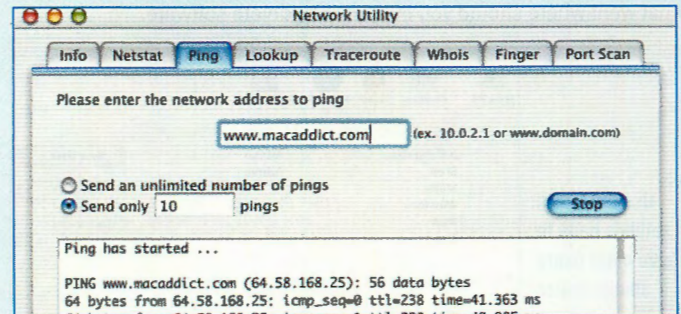 Network Utility
Info Netstat Ping Lookup Traceroute Whois Finger Port Scan
Please enter the network address to ping
www.macaddict.com (ex. 10.0.2.1 or www.domain.com)
Send an unlimited number of pings
Send only 10 pings
Stop
Ping has started ...
PING www.macaddict.com (64.58.168.25): 56 data bytes
64 bytes from 64.58.168.25: icmp_seq=0 ttl=238 time=41.363 ms